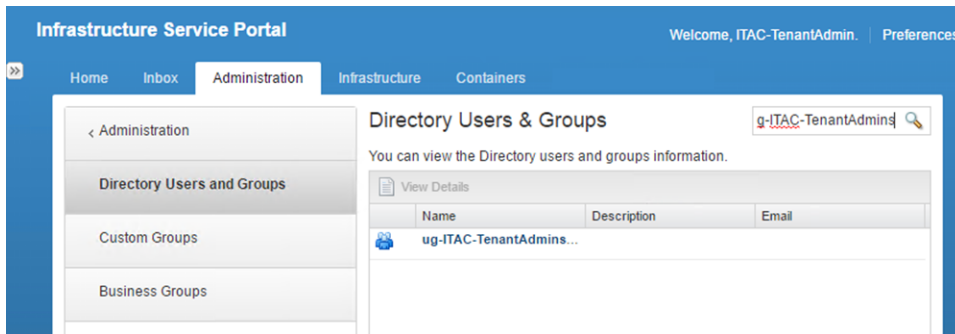 Infrastructure Service Portal
Welcome, ITAC-TenantAdmin. Preferences
Home Inbox Administration Infrastructure Containers
< Administration
Directory Users and Groups
Custom Groups
Business Groups
Directory Users & Groups
g-ITAC-TenantAdmins
You can view the Directory users and groups information.
View Details
Name Description Email
ug-ITAC-TenantAdmins...